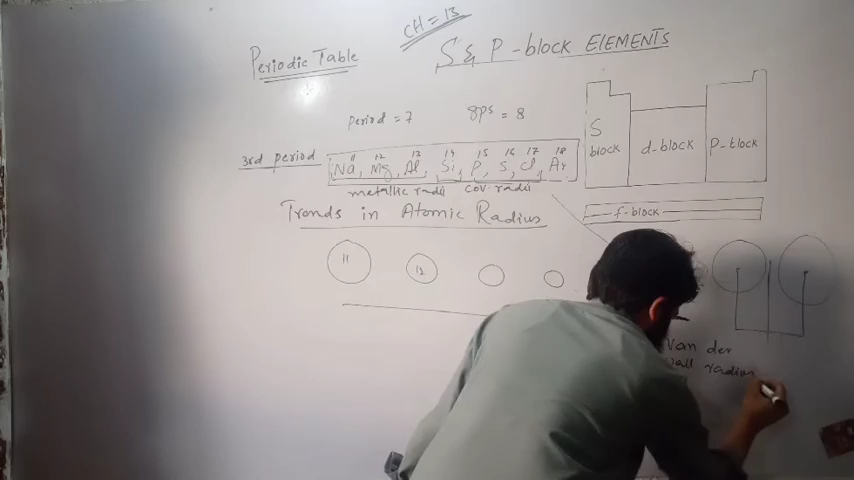 CH = 13
Periodic Table
S & P - block ELEMENTS
Period = 7 gps = 8
3rd period
11 12 13 14 15 16 17 18
Na, Mg, Al, Si, P, S, Cl, Ar
metallic radii cov. radii
Trends in Atomic Radius
11 12
S block
d-block
P-block
f-block
Van der
radius